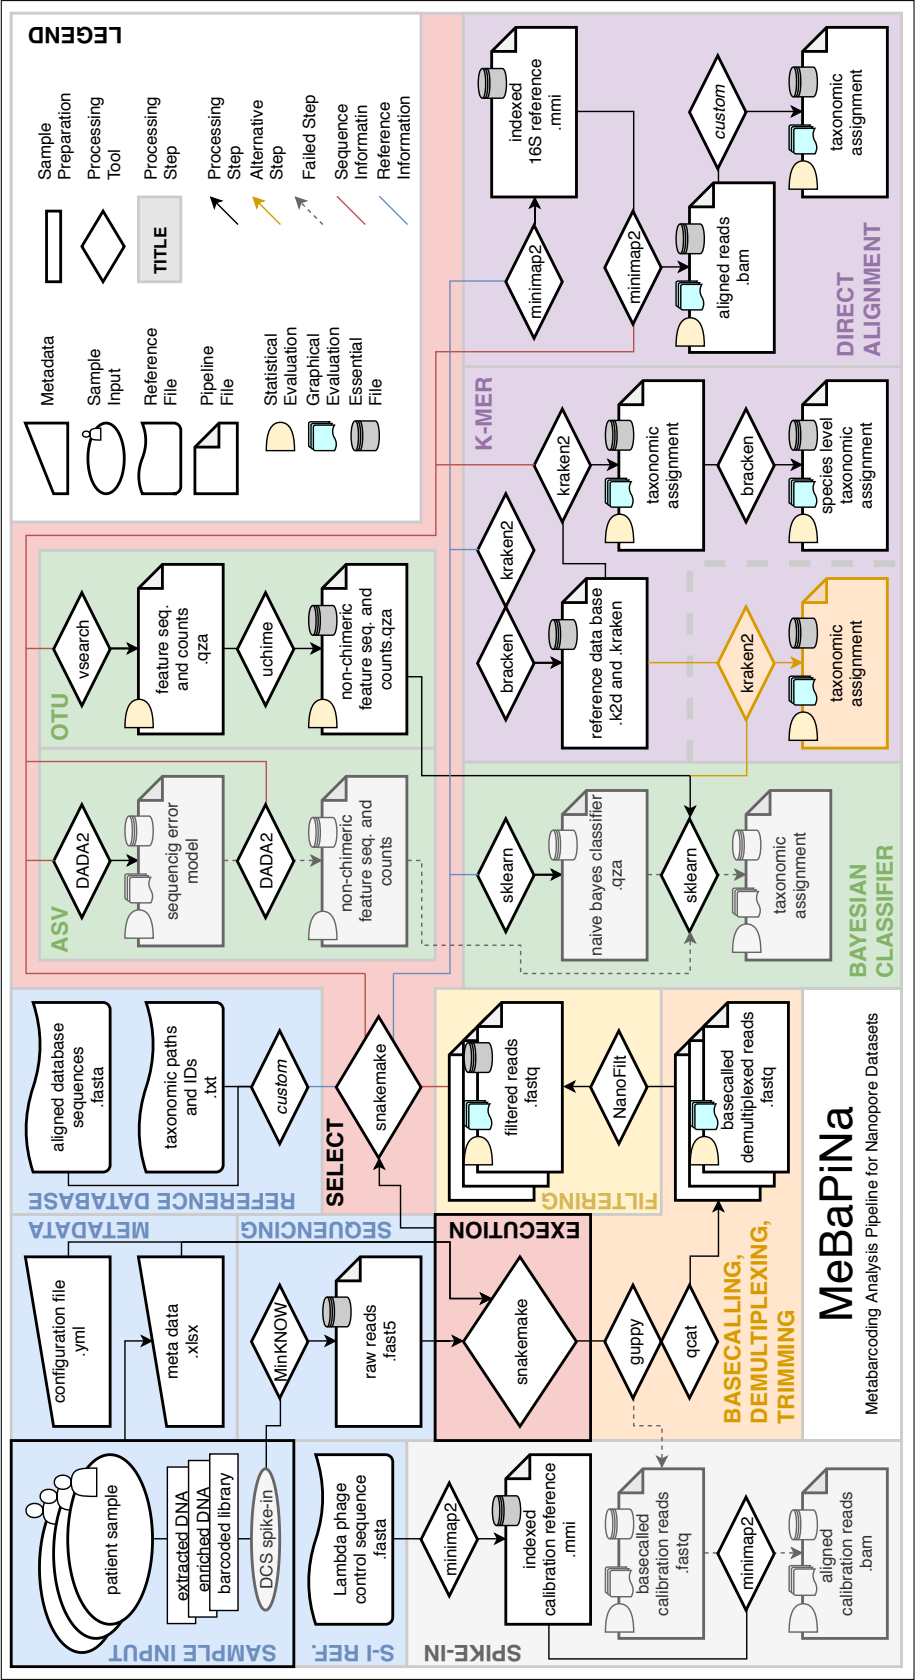 SAMPLE INPUT
patient sample
extracted DNA
enriched DNA
barcoded library
DCS spike-in
S-I REF.
Lambda phage
control sequence
.fasta
SPIKE-IN
minimap2
indexed
calibration reference
.mmi
basecalled
calibration reads
.fastq
minimap2
aligned
calibration reads
.bam
METADATA
configuration file
.yml
meta data
.xlsx
SEQUENCING
MinKNOW
raw reads
.fast5
EXECUTION
snakemake
guppy
qcat
BASECALLING,
DEMULTIPLEXING,
TRIMMING
basecalled
demultiplexed reads
.fastq
FILTERING
NanoFilt
filtered reads
.fastq
REFERENCE DATABASE
aligned database
sequences
.fasta
taxonomic paths
and IDs
.txt
custom
SELECT
snakemake
MeBaPiNa
Metabarcoding Analysis Pipeline for Nanopore Datasets
ASV
DADA2
sequencig error
model
DADA2
non-chimeric
feature seq. and
counts
OTU
vsearch
feature seq.
and counts
.qza
uchime
non-chimeric
feature seq. and
counts.qza
BAYESIAN
CLASSIFIER
sklearn
naive bayes classifier
.qza
sklearn
taxonomic
assignment
K-MER
bracken
kraken2
reference data base
.k2d and .kraken
kraken2
taxonomic
assignment
kraken2
taxonomic
assignment
bracken
species level
taxonomic
assignment
DIRECT
ALIGNMENT
minimap2
indexed
16S reference
.mmi
minimap2
aligned reads
.bam
custom
taxonomic
assignment
LEGEND
Metadata
Sample
Input
Reference
File
Pipeline
File
Statistical
Evaluation
Graphical
Evaluation
Essential
File
Sample
Preparation
Processing
Tool
TITLE
Processing
Step
Processing
Step
Alternative
Step
Failed Step
Sequence
Informatin
Reference
Information